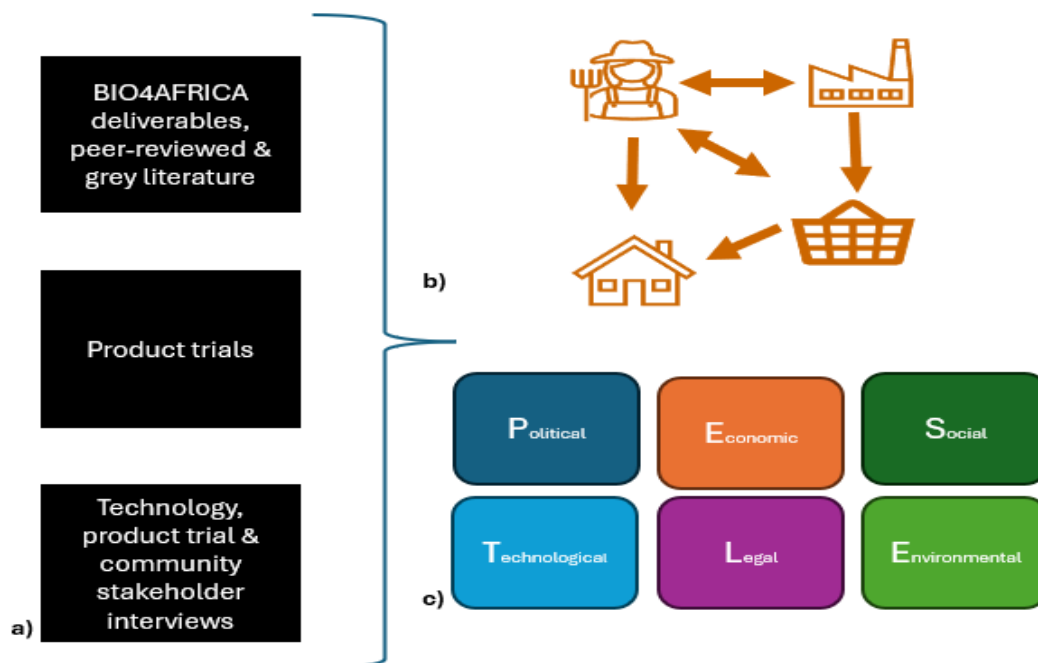 BIO4AFRICA
deliverables,
peer-reviewed &
grey literature
Product trials
Technology,
product trial &
community
stakeholder
interviews
a)
b)
Political
Economic
Social
Technological
Legal
Environmental
c)